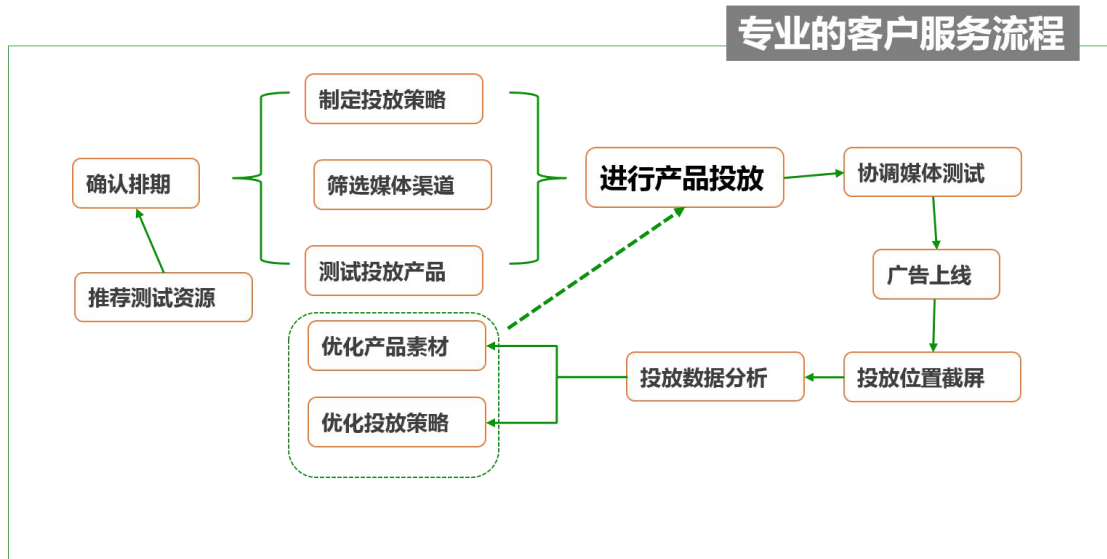 专业的客户服务流程
制定投放策略
确认排期
筛选媒体渠道
进行产品投放
协调媒体测试
测试投放产品
推荐测试资源
广告上线
优化产品素材
投放数据分析
投放位置截屏
优化投放策略